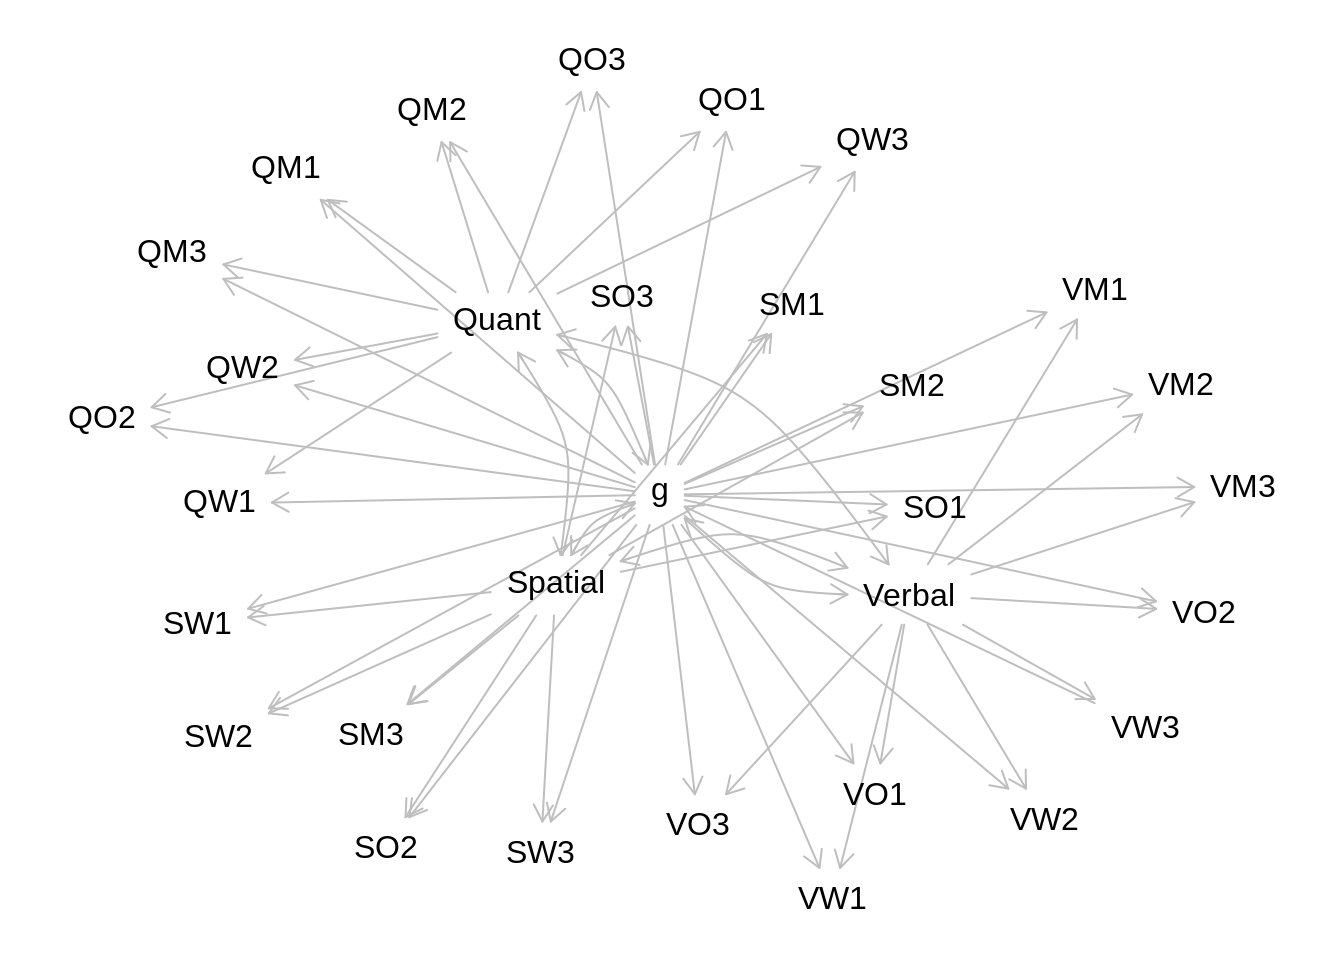 QO3
QO1
QM2
QW3
QM1
QM3
VM1
SO3
SM1
Quant
QW2
VM2
SM2
QO2
VM3
g
QW1
SO1
Spatial
Verbal
VO2
SW1
VW3
SM3
SW2
VO1
VW2
VO3
SO2
SW3
VW1